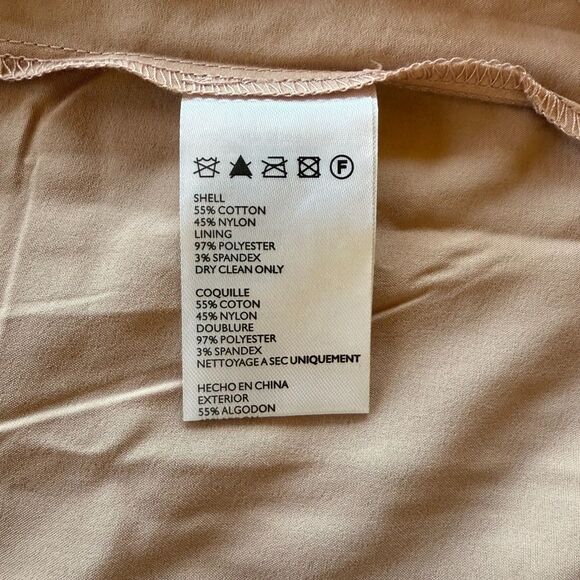 F
SHELL
55% COTTON
45% NYLON
LINING
97% POLYESTER
3% SPANDEX
DRY CLEAN ONLY
COQUILLE
55% COTON
45% NYLON
DOUBLURE
97% POLYESTER
3% SPANDEX
NETTOYAGE A SEC UNIQUEMENT
HECHO EN CHINA
EXTERIOR
55% ALGODON